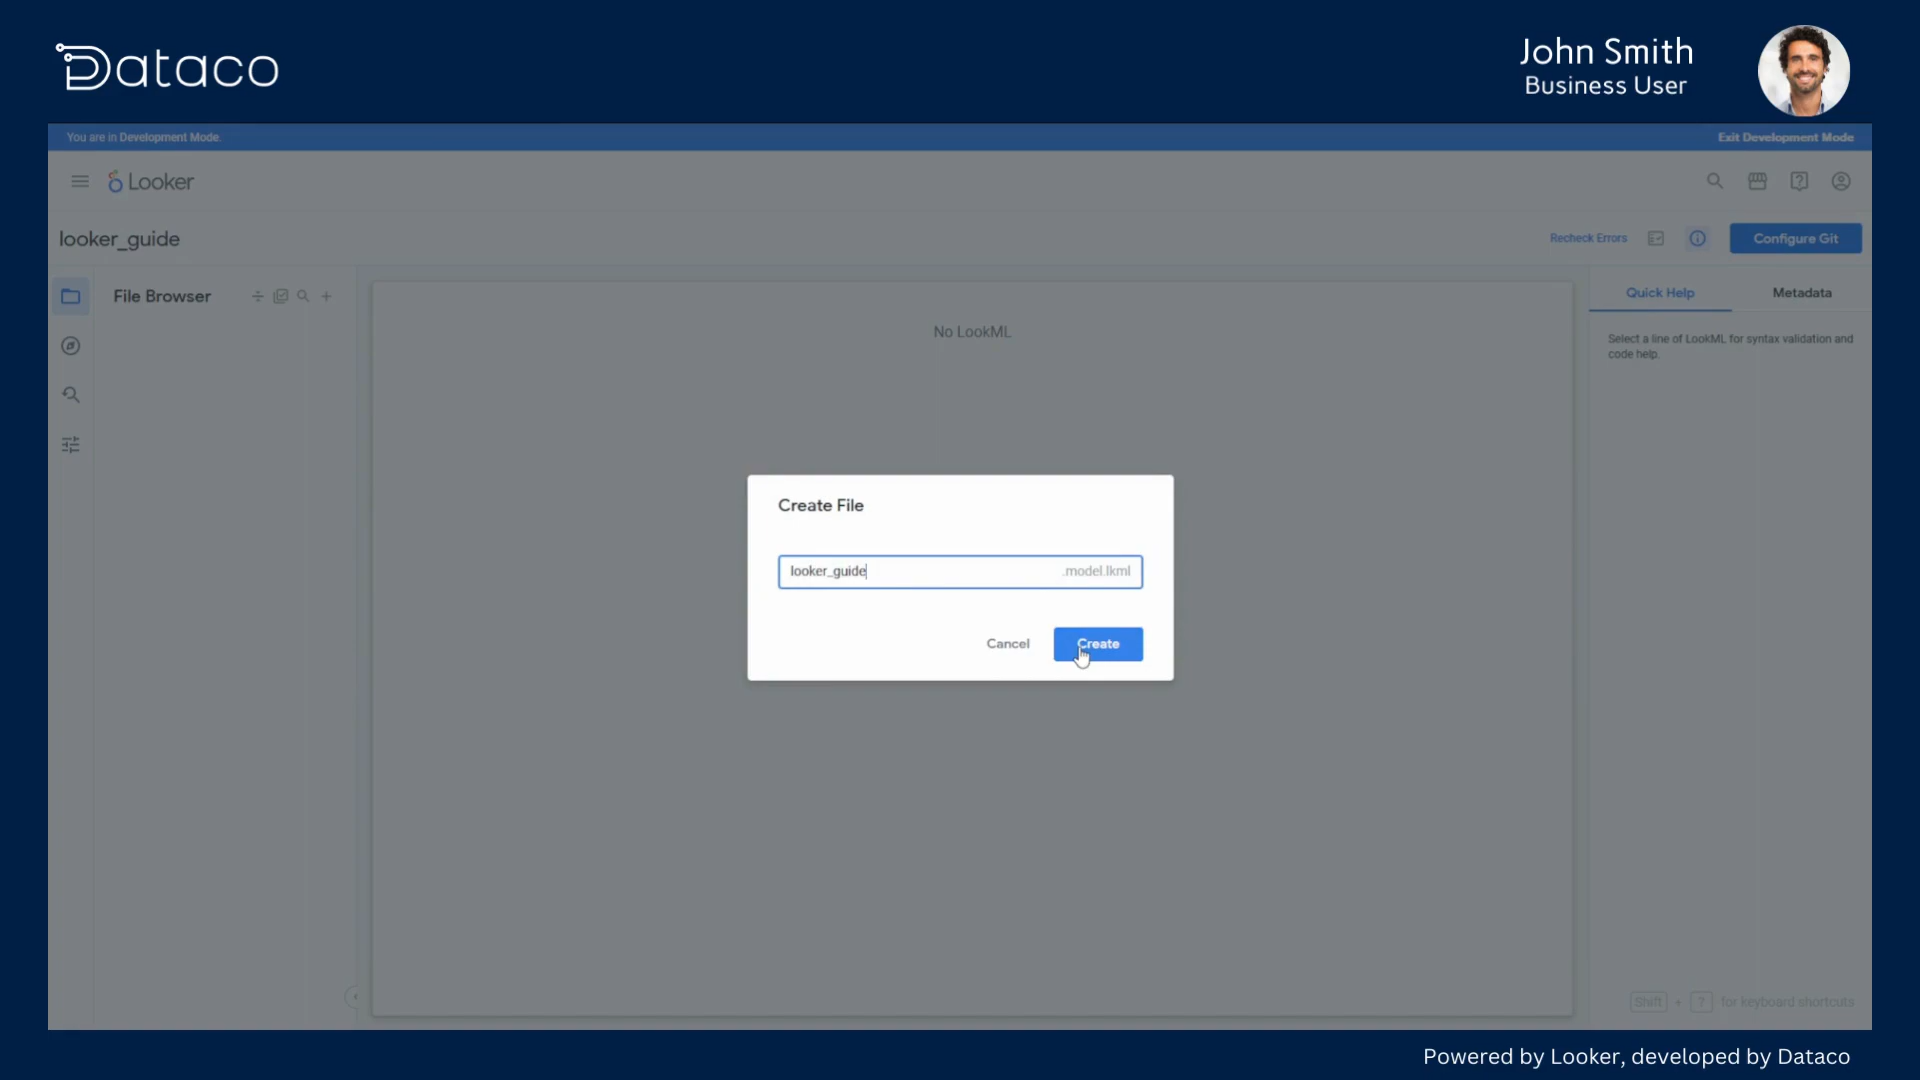 Dataco
John Smith
Business User
You are in Development Mode.
Exit Development Mode
Looker
looker_guide
Recheck Errors
Configure Git
File Browser
No LookML
Quick Help
Metadata
Select a line of LookML for syntax validation and
code help.
Create File
looker_guide
.model.lkml
Cancel
Create
Shift + ? for keyboard shortcuts
Powered by Looker, developed by Dataco